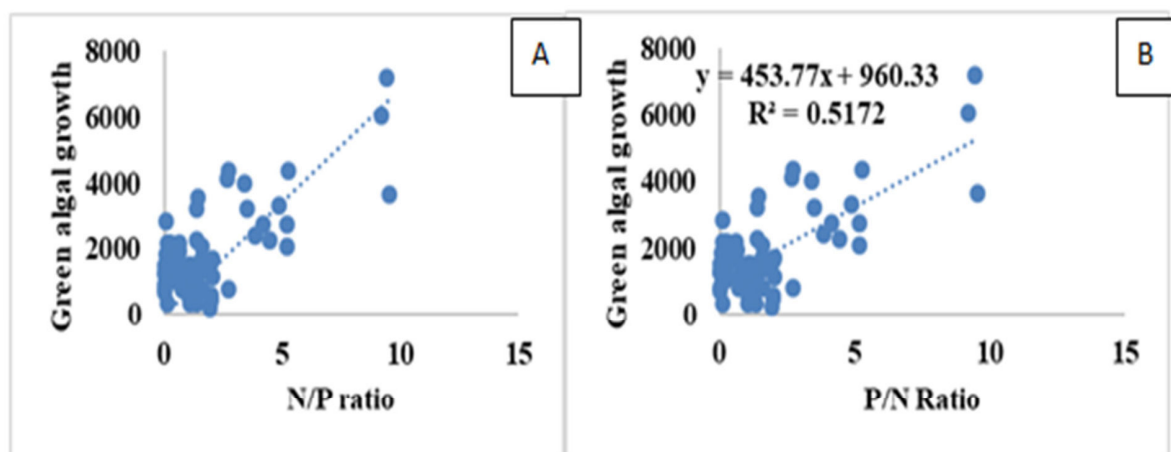 A
Green algal growth
8000
6000
4000
2000
0
0 5 10 15
N/P ratio
B
Green algal growth
8000
6000
4000
2000
0
y = 453.77x + 960.33
R² = 0.5172
0 5 10 15
P/N Ratio